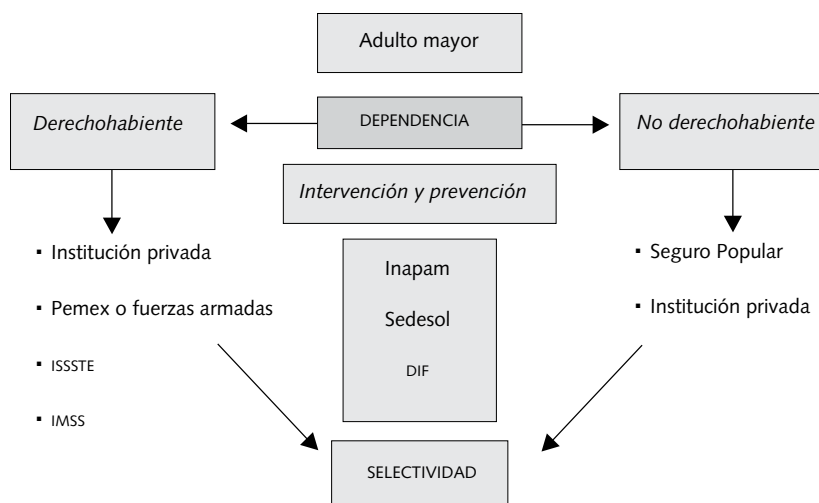 Adulto mayor
Derechohabiente
DEPENDENCIA
No derechohabiente
Intervención y prevención
▪ Institución privada
▪ Pemex o fuerzas armadas
▪ ISSSTE
▪ IMSS
Inapam
Sedesol
DIF
▪ Seguro Popular
▪ Institución privada
SELECTIVIDAD